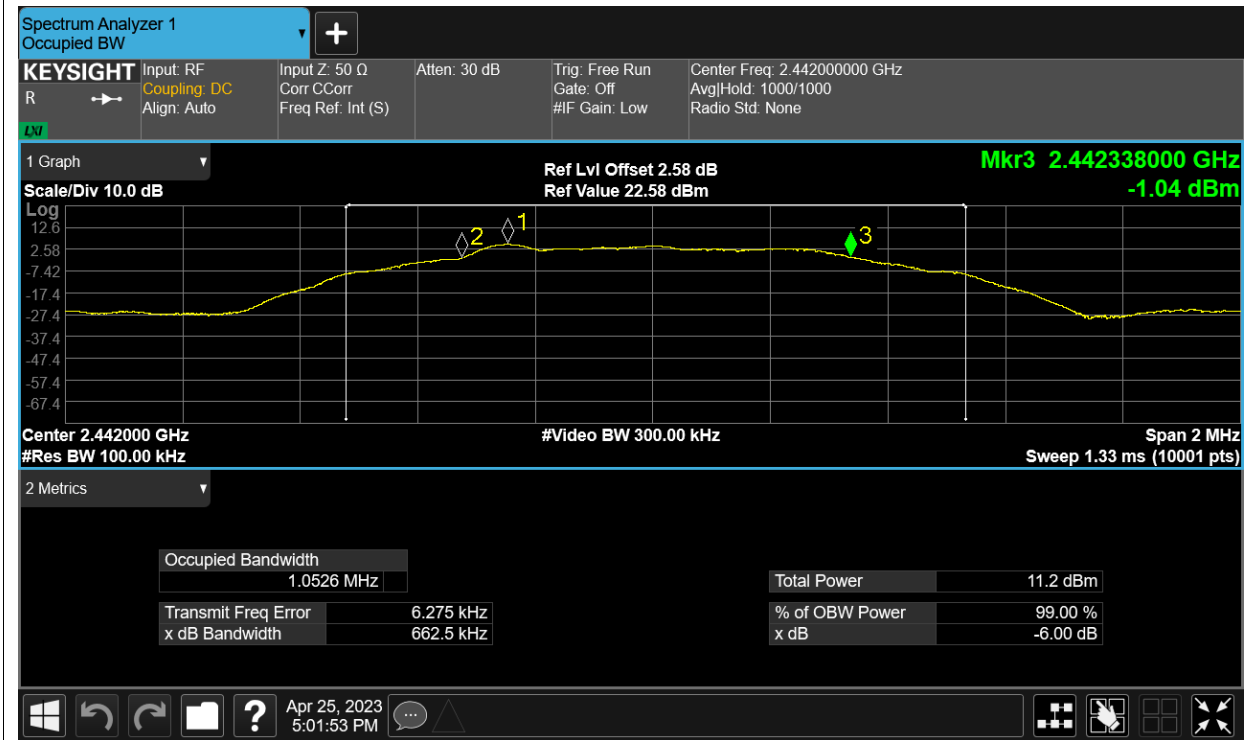 Spectrum Analyzer 1
Occupied BW
KEYSIGHT
R
LXI
Input: RF
Coupling: DC
Align: Auto
Input Z: 50 Ω
Corr CCorr
Freq Ref: Int (S)
Atten: 30 dB
Trig: Free Run
Gate: Off
#IF Gain: Low
Center Freq: 2.442000000 GHz
Avg|Hold: 1000/1000
Radio Std: None
1 Graph
Scale/Div 10.0 dB
Ref Lvl Offset 2.58 dB
Ref Value 22.58 dBm
Mkr3 2.442338000 GHz
-1.04 dBm
Log
12.6
2.58
-7.42
-17.4
-27.4
-37.4
-47.4
-57.4
-67.4
2
1
3
Center 2.442000 GHz
#Res BW 100.00 kHz
#Video BW 300.00 kHz
Span 2 MHz
Sweep 1.33 ms (10001 pts)
2 Metrics
Occupied Bandwidth
1.0526 MHz
Transmit Freq Error 6.275 kHz
x dB Bandwidth 662.5 kHz
Total Power 11.2 dBm
% of OBW Power 99.00 %
x dB -6.00 dB
?
Apr 25, 2023
5:01:53 PM